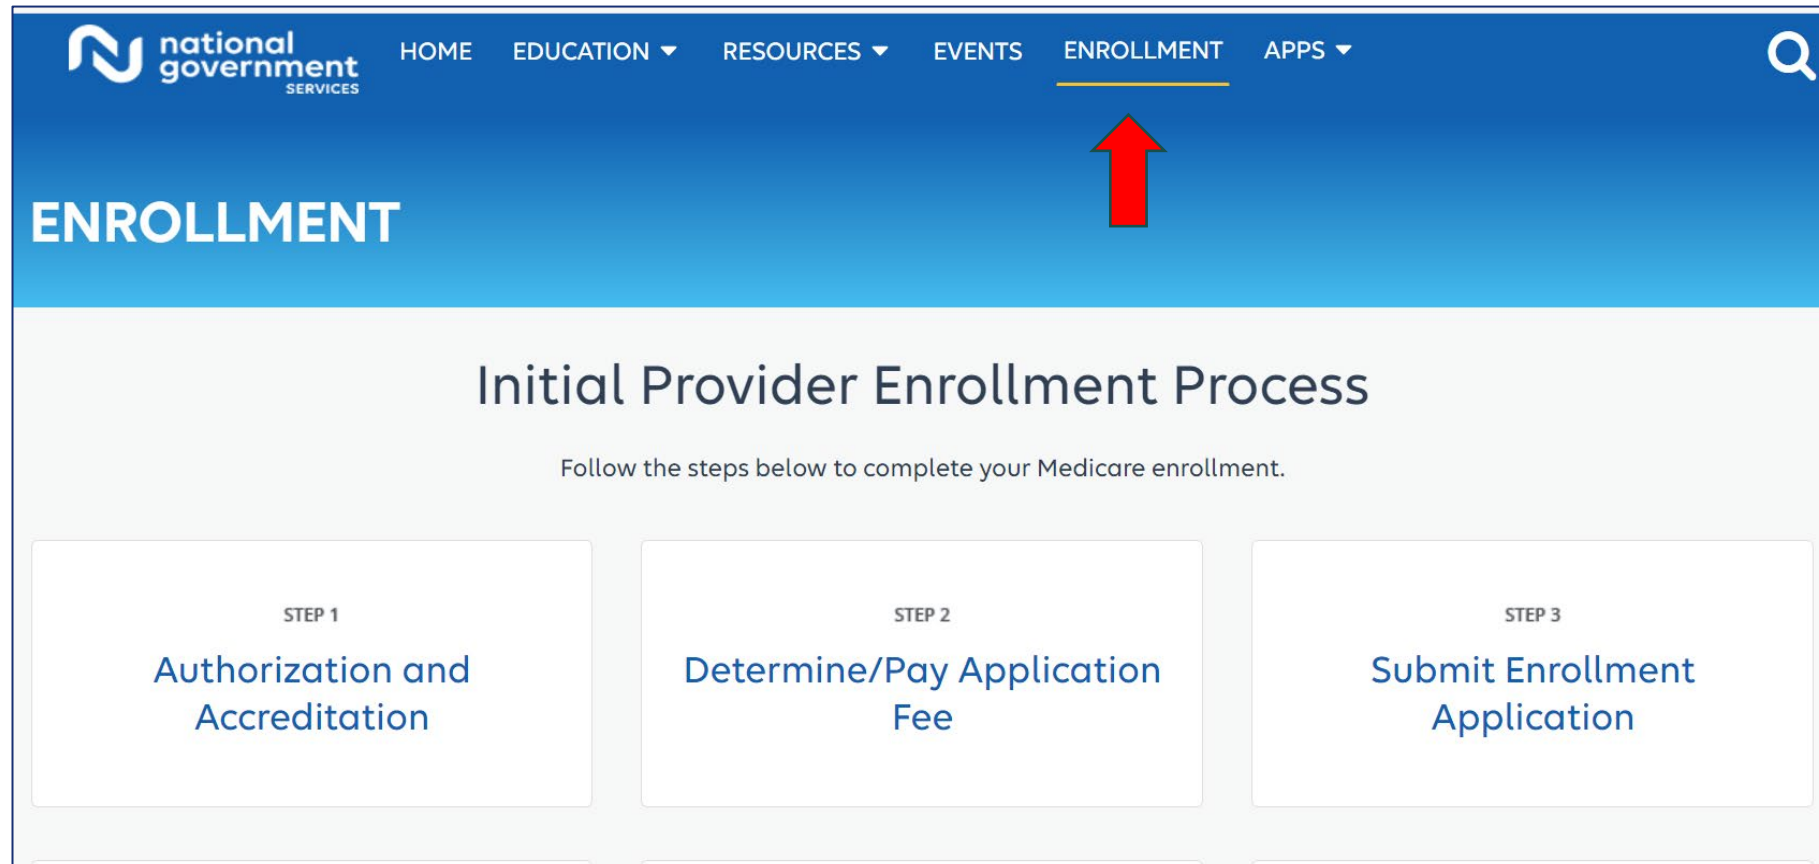 national
government
SERVICES
HOME EDUCATION RESOURCES EVENTS ENROLLMENT APPS
ENROLLMENT
Initial Provider Enrollment Process
Follow the steps below to complete your Medicare enrollment.
STEP 1
Authorization and
Accreditation
STEP 2
Determine/Pay Application
Fee
STEP 3
Submit Enrollment
Application